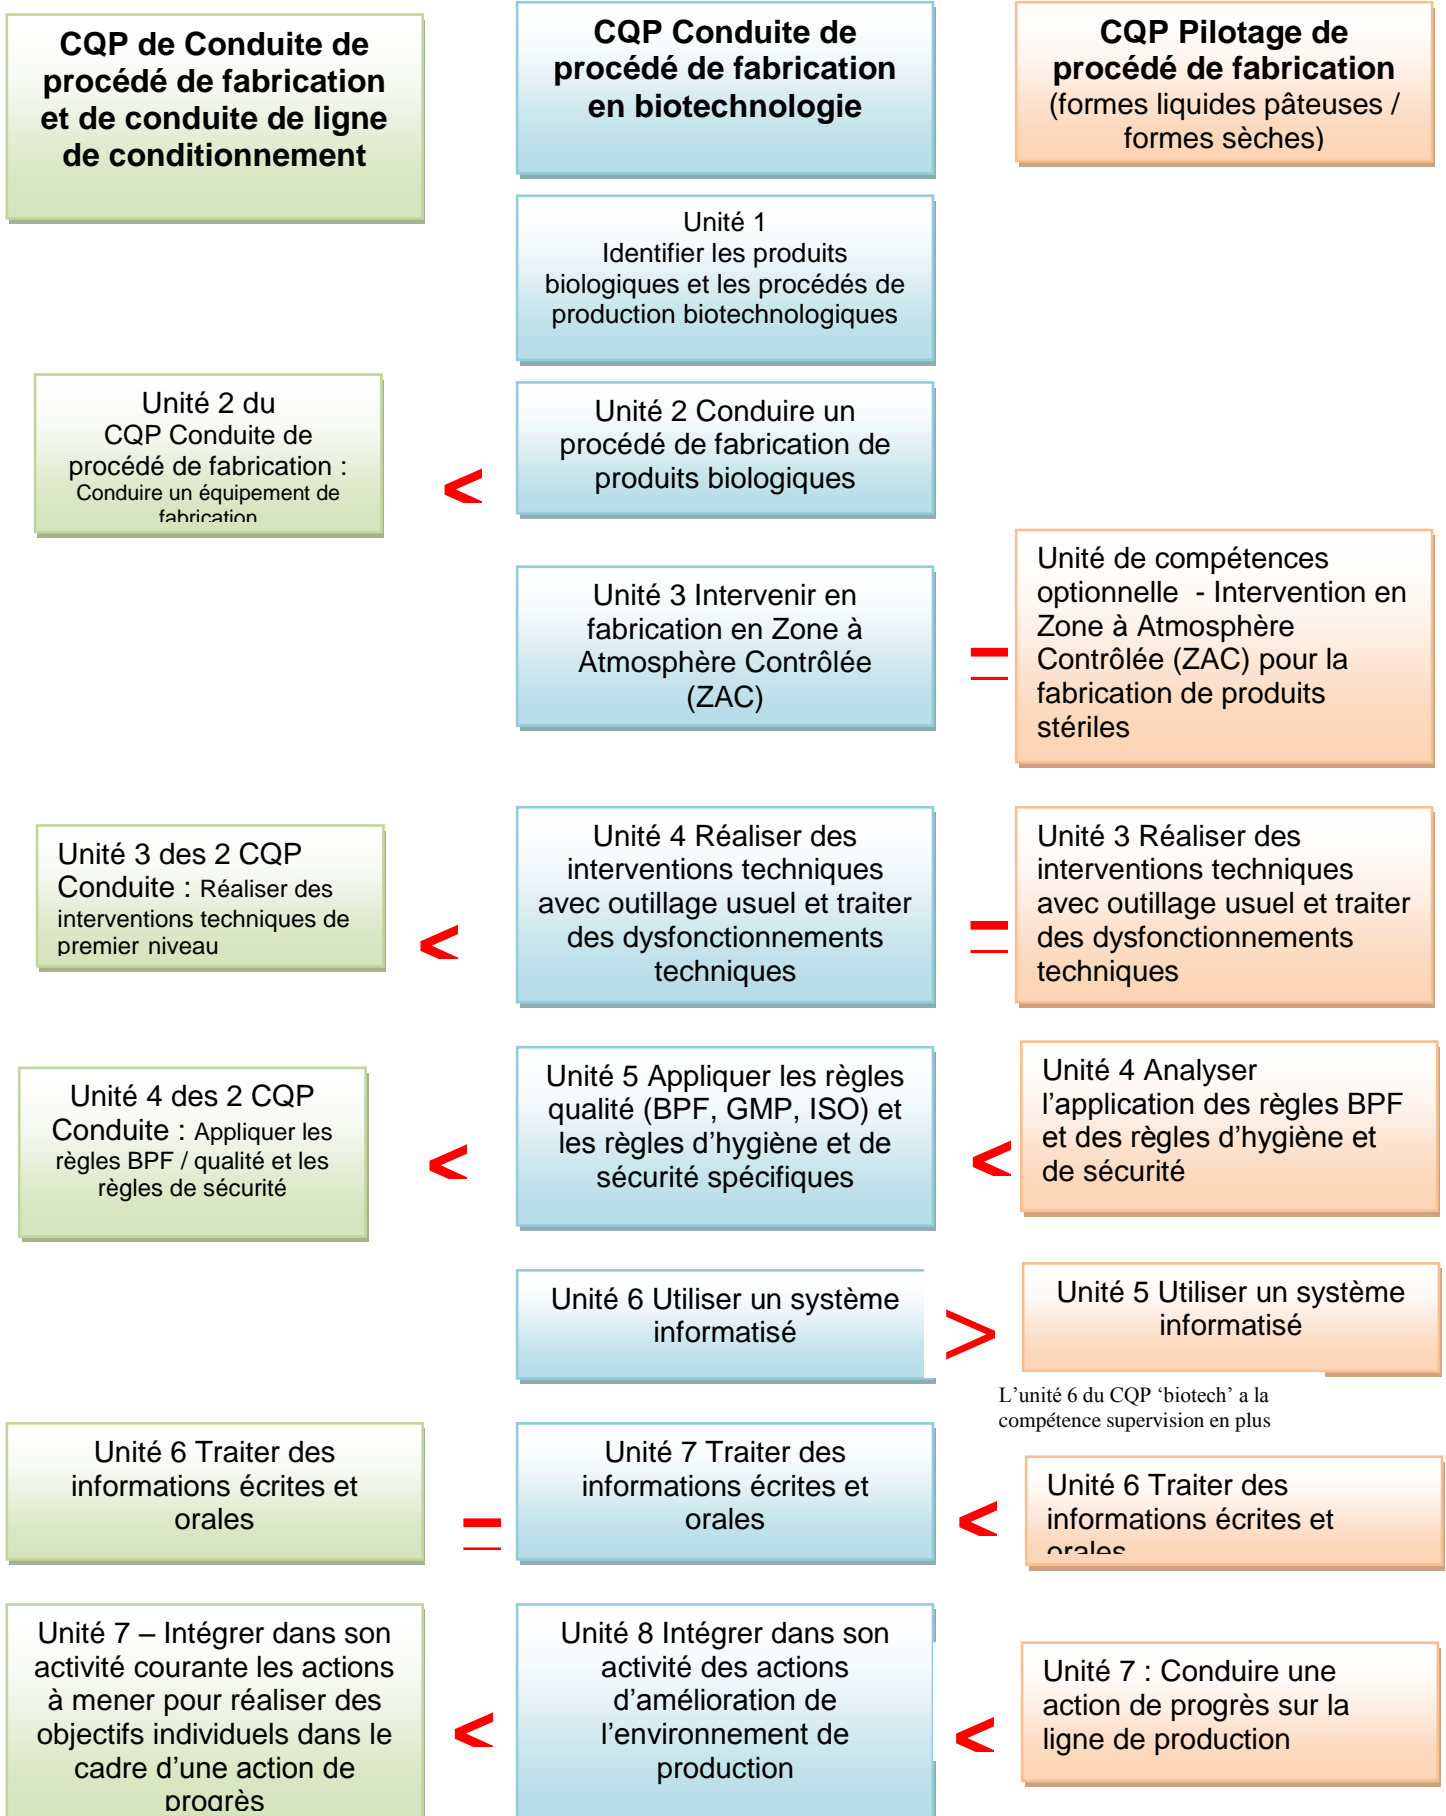 CQP de Conduite de
procédé de fabrication
et de conduite de ligne
de conditionnement
CQP Conduite de
procédé de fabrication
en biotechnologie
CQP Pilotage de
procédé de fabrication
(formes liquides pâteuses /
formes sèches)
Unité 1
Identifier les produits
biologiques et les procédés de
production biotechnologiques
Unité 2 du
CQP Conduite de
procédé de fabrication :
Conduire un équipement de
fabrication
<
Unité 2 Conduire un
procédé de fabrication de
produits biologiques
Unité 3 Intervenir en
fabrication en Zone à
Atmosphère Contrôlée
(ZAC)
=
Unité de compétences
optionnelle - Intervention en
Zone à Atmosphère
Contrôlée (ZAC) pour la
fabrication de produits
stériles
Unité 3 des 2 CQP
Conduite : Réaliser des
interventions techniques de
premier niveau
<
Unité 4 Réaliser des
interventions techniques
avec outillage usuel et traiter
des dysfonctionnements
techniques
=
Unité 3 Réaliser des
interventions techniques
avec outillage usuel et traiter
des dysfonctionnements
techniques
Unité 4 des 2 CQP
Conduite : Appliquer les
règles BPF / qualité et les
règles de sécurité
<
Unité 5 Appliquer les règles
qualité (BPF, GMP, ISO) et
les règles d’hygiène et de
sécurité spécifiques
<
Unité 4 Analyser
l’application des règles BPF
et des règles d’hygiène et
de sécurité
Unité 6 Utiliser un système
informatisé
>
Unité 5 Utiliser un système
informatisé
L’unité 6 du CQP ‘biotech’ a la
compétence supervision en plus
Unité 6 Traiter des
informations écrites et
orales
=
Unité 7 Traiter des
informations écrites et
orales
<
Unité 6 Traiter des
informations écrites et
orales
Unité 7 – Intégrer dans son
activité courante les actions
à mener pour réaliser des
objectifs individuels dans le
cadre d’une action de
progrès
<
Unité 8 Intégrer dans son
activité des actions
d’amélioration de
l’environnement de
production
<
Unité 7 : Conduire une
action de progrès sur la
ligne de production